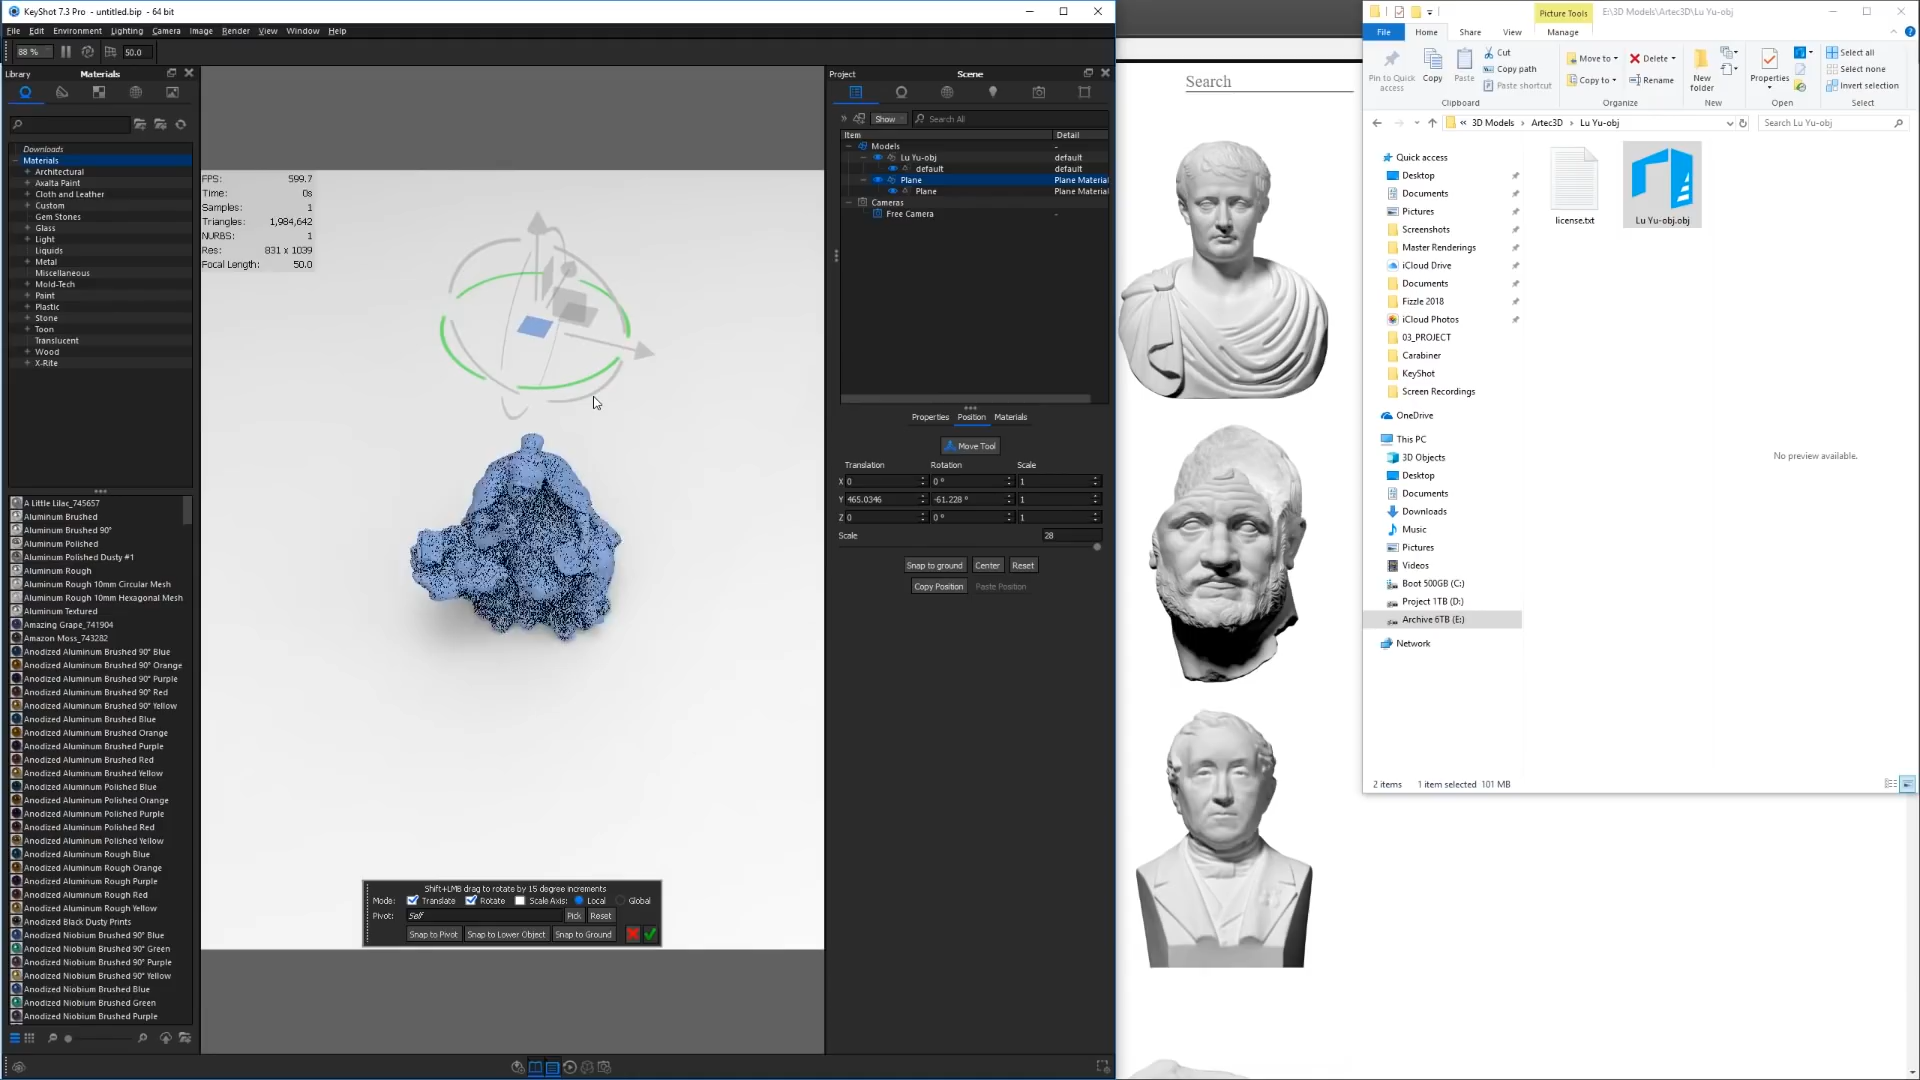 KeyShot 7.3 Pro - untitled.bip - 64 bit
File Edit Environment Lighting Camera Image Render View Window Help
88 % 50.0
Library Materials
Downloads
Materials
Architectural
Axalta Paint
Cloth and Leather
Custom
Gem Stones
Glass
Light
Liquids
Metal
Miscellaneous
Mold-Tech
Paint
Plastic
Stone
Toon
Translucent
Wood
X-Rite
A Little Lilac_745657
Aluminum Brushed
Aluminum Brushed 90°
Aluminum Polished
Aluminum Polished Dusty #1
Aluminum Rough
Aluminum Rough 10mm Circular Mesh
Aluminum Rough 10mm Hexagonal Mesh
Aluminum Textured
Amazing Grape_741904
Amazon Moss_743282
Anodized Aluminum Brushed 90° Blue
Anodized Aluminum Brushed 90° Orange
Anodized Aluminum Brushed 90° Purple
Anodized Aluminum Brushed 90° Red
Anodized Aluminum Brushed 90° Yellow
Anodized Aluminum Brushed Blue
Anodized Aluminum Brushed Orange
Anodized Aluminum Brushed Purple
Anodized Aluminum Brushed Red
Anodized Aluminum Brushed Yellow
Anodized Aluminum Polished Blue
Anodized Aluminum Polished Orange
Anodized Aluminum Polished Purple
Anodized Aluminum Polished Red
Anodized Aluminum Polished Yellow
Anodized Aluminum Rough Blue
Anodized Aluminum Rough Orange
Anodized Aluminum Rough Purple
Anodized Aluminum Rough Red
Anodized Aluminum Rough Yellow
Anodized Black Dusty Prints
Anodized Niobium Brushed 90° Blue
Anodized Niobium Brushed 90° Green
Anodized Niobium Brushed 90° Purple
Anodized Niobium Brushed 90° Yellow
Anodized Niobium Brushed Blue
Anodized Niobium Brushed Green
Anodized Niobium Brushed Purple
FPS: 599.7
Time: 0s
Samples: 1
Triangles: 1,984,642
NURBS: 1
Res: 831 x 1039
Focal Length: 50.0
Shift+LMB drag to rotate by 15 degree increments
Mode: Translate Rotate Scale Axis: Local Global
Pivot: Self Pick Reset
Snap to Pivot Snap to Lower Object Snap to Ground
Project Scene
Show Search All
Item Detail
Models -
Lu Yu-obj default
default default
Plane Plane Material
Plane Plane Material
Cameras
Free Camera -
Properties Position Materials
Move Tool
Translation Rotation Scale
X 0 0 ° 1
Y 465.0346 -61.228 ° 1
Z 0 0 ° 1
Scale 28
Snap to ground Center Reset
Copy Position Paste Position
Search
Picture Tools E:\3D Models\Artec3D\Lu Yu-obj
File Home Share View Manage
Pin to Quick access
Copy
Paste
Cut
Copy path
Paste shortcut
Clipboard
Move to
Copy to
Delete
Rename
Organize
New folder
New
Properties
Open
Select all
Select none
Invert selection
Select
« 3D Models Artec3D Lu Yu-obj
Search Lu Yu-obj
Quick access
Desktop
Documents
Pictures
Screenshots
Master Renderings
iCloud Drive
Documents
Fizzle 2018
iCloud Photos
03_PROJECT
Carabiner
KeyShot
Screen Recordings
OneDrive
This PC
3D Objects
Desktop
Documents
Downloads
Music
Pictures
Videos
Boot 500GB (C:)
Project 1TB (D:)
Archive 6TB (E:)
Network
license.txt
Lu Yu-obj.obj
No preview available.
2 items 1 item selected 101 MB